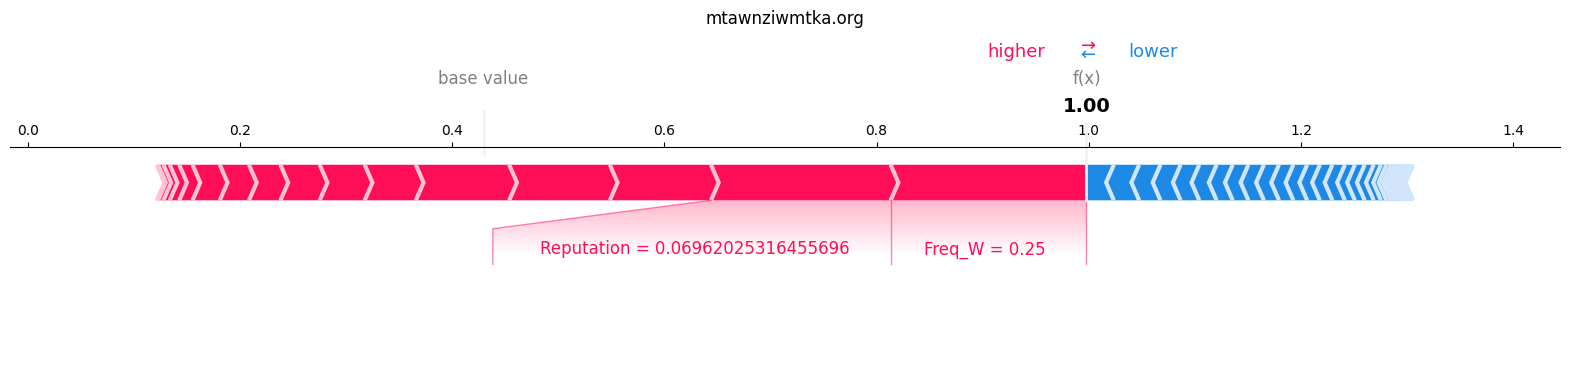 mtawnziwmtka.org
higher ⇄ lower
base value f(x)
1.00
0.0 0.2 0.4 0.6 0.8 1.0 1.2 1.4
Reputation = 0.06962025316455696 Freq_W = 0.25